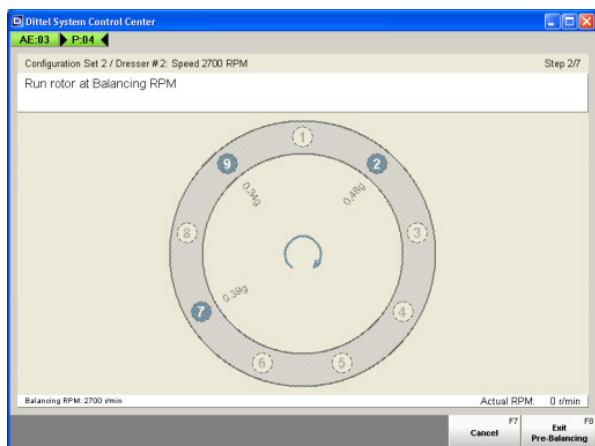 Dittel System Control Center
AE:03 P:04
Configuration Set 2 / Dresser #2: Speed 2700 RPM Step 2/7
Run rotor at Balancing RPM
1
9 2
0,34g 0,48g
8 3
0,39g
7 4
6 5
Balancing RPM: 2700 r/min Actual RPM: 0 r/min
F7 F8
Cancel Exit
Pre-Balancing